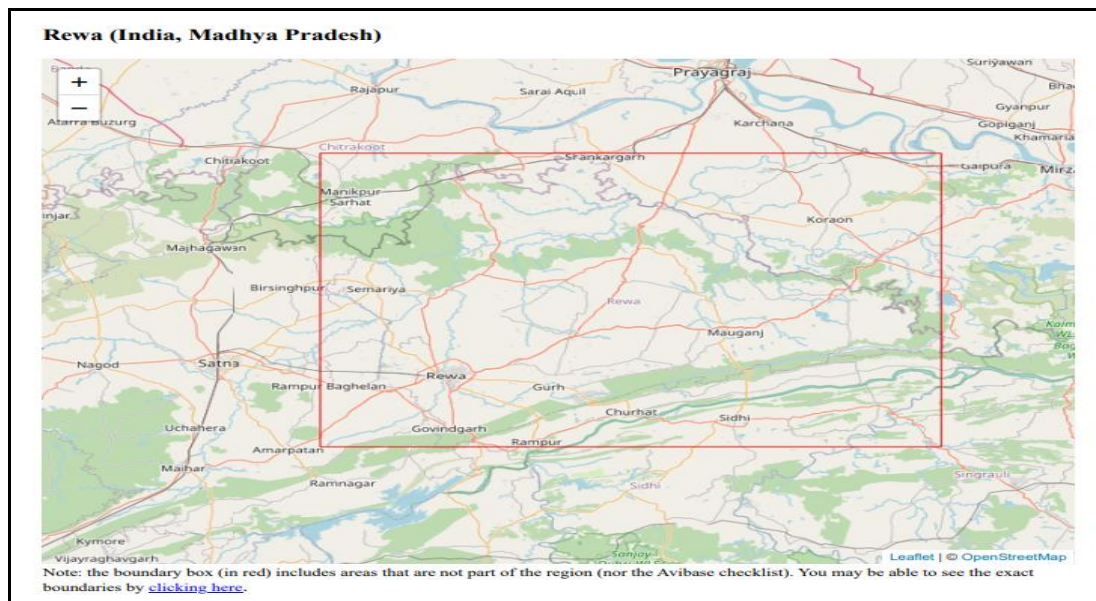 Rewa (India, Madhya Pradesh)
+
−
Prayagraj
Suriyawan
Rajapur
Sarai Aquil
Gyanpur
Atarra Buzurg
Karchana
Gopiganj
Khamaria
Chitrakoot
Chitrakoot
Shankargarh
Gaipura
Manikpur
Sarhat
Koraon
Majhagawan
Birsinghpur
Semariya
Rewa
Mauganj
Nagod
Satna
Rewa
Rampur Baghelan
Gurh
Churhat
Sidhi
Uchahera
Govindgarh
Rampur
Amarpatan
Maihar
Ramnagar
Sidhi
Singrauli
Kymore
Vijayraghavgarh
Sanjay
Leaflet | © OpenStreetMap
Note: the boundary box (in red) includes areas that are not part of the region (nor the Avibase checklist). You may be able to see the exact
boundaries by clicking here.